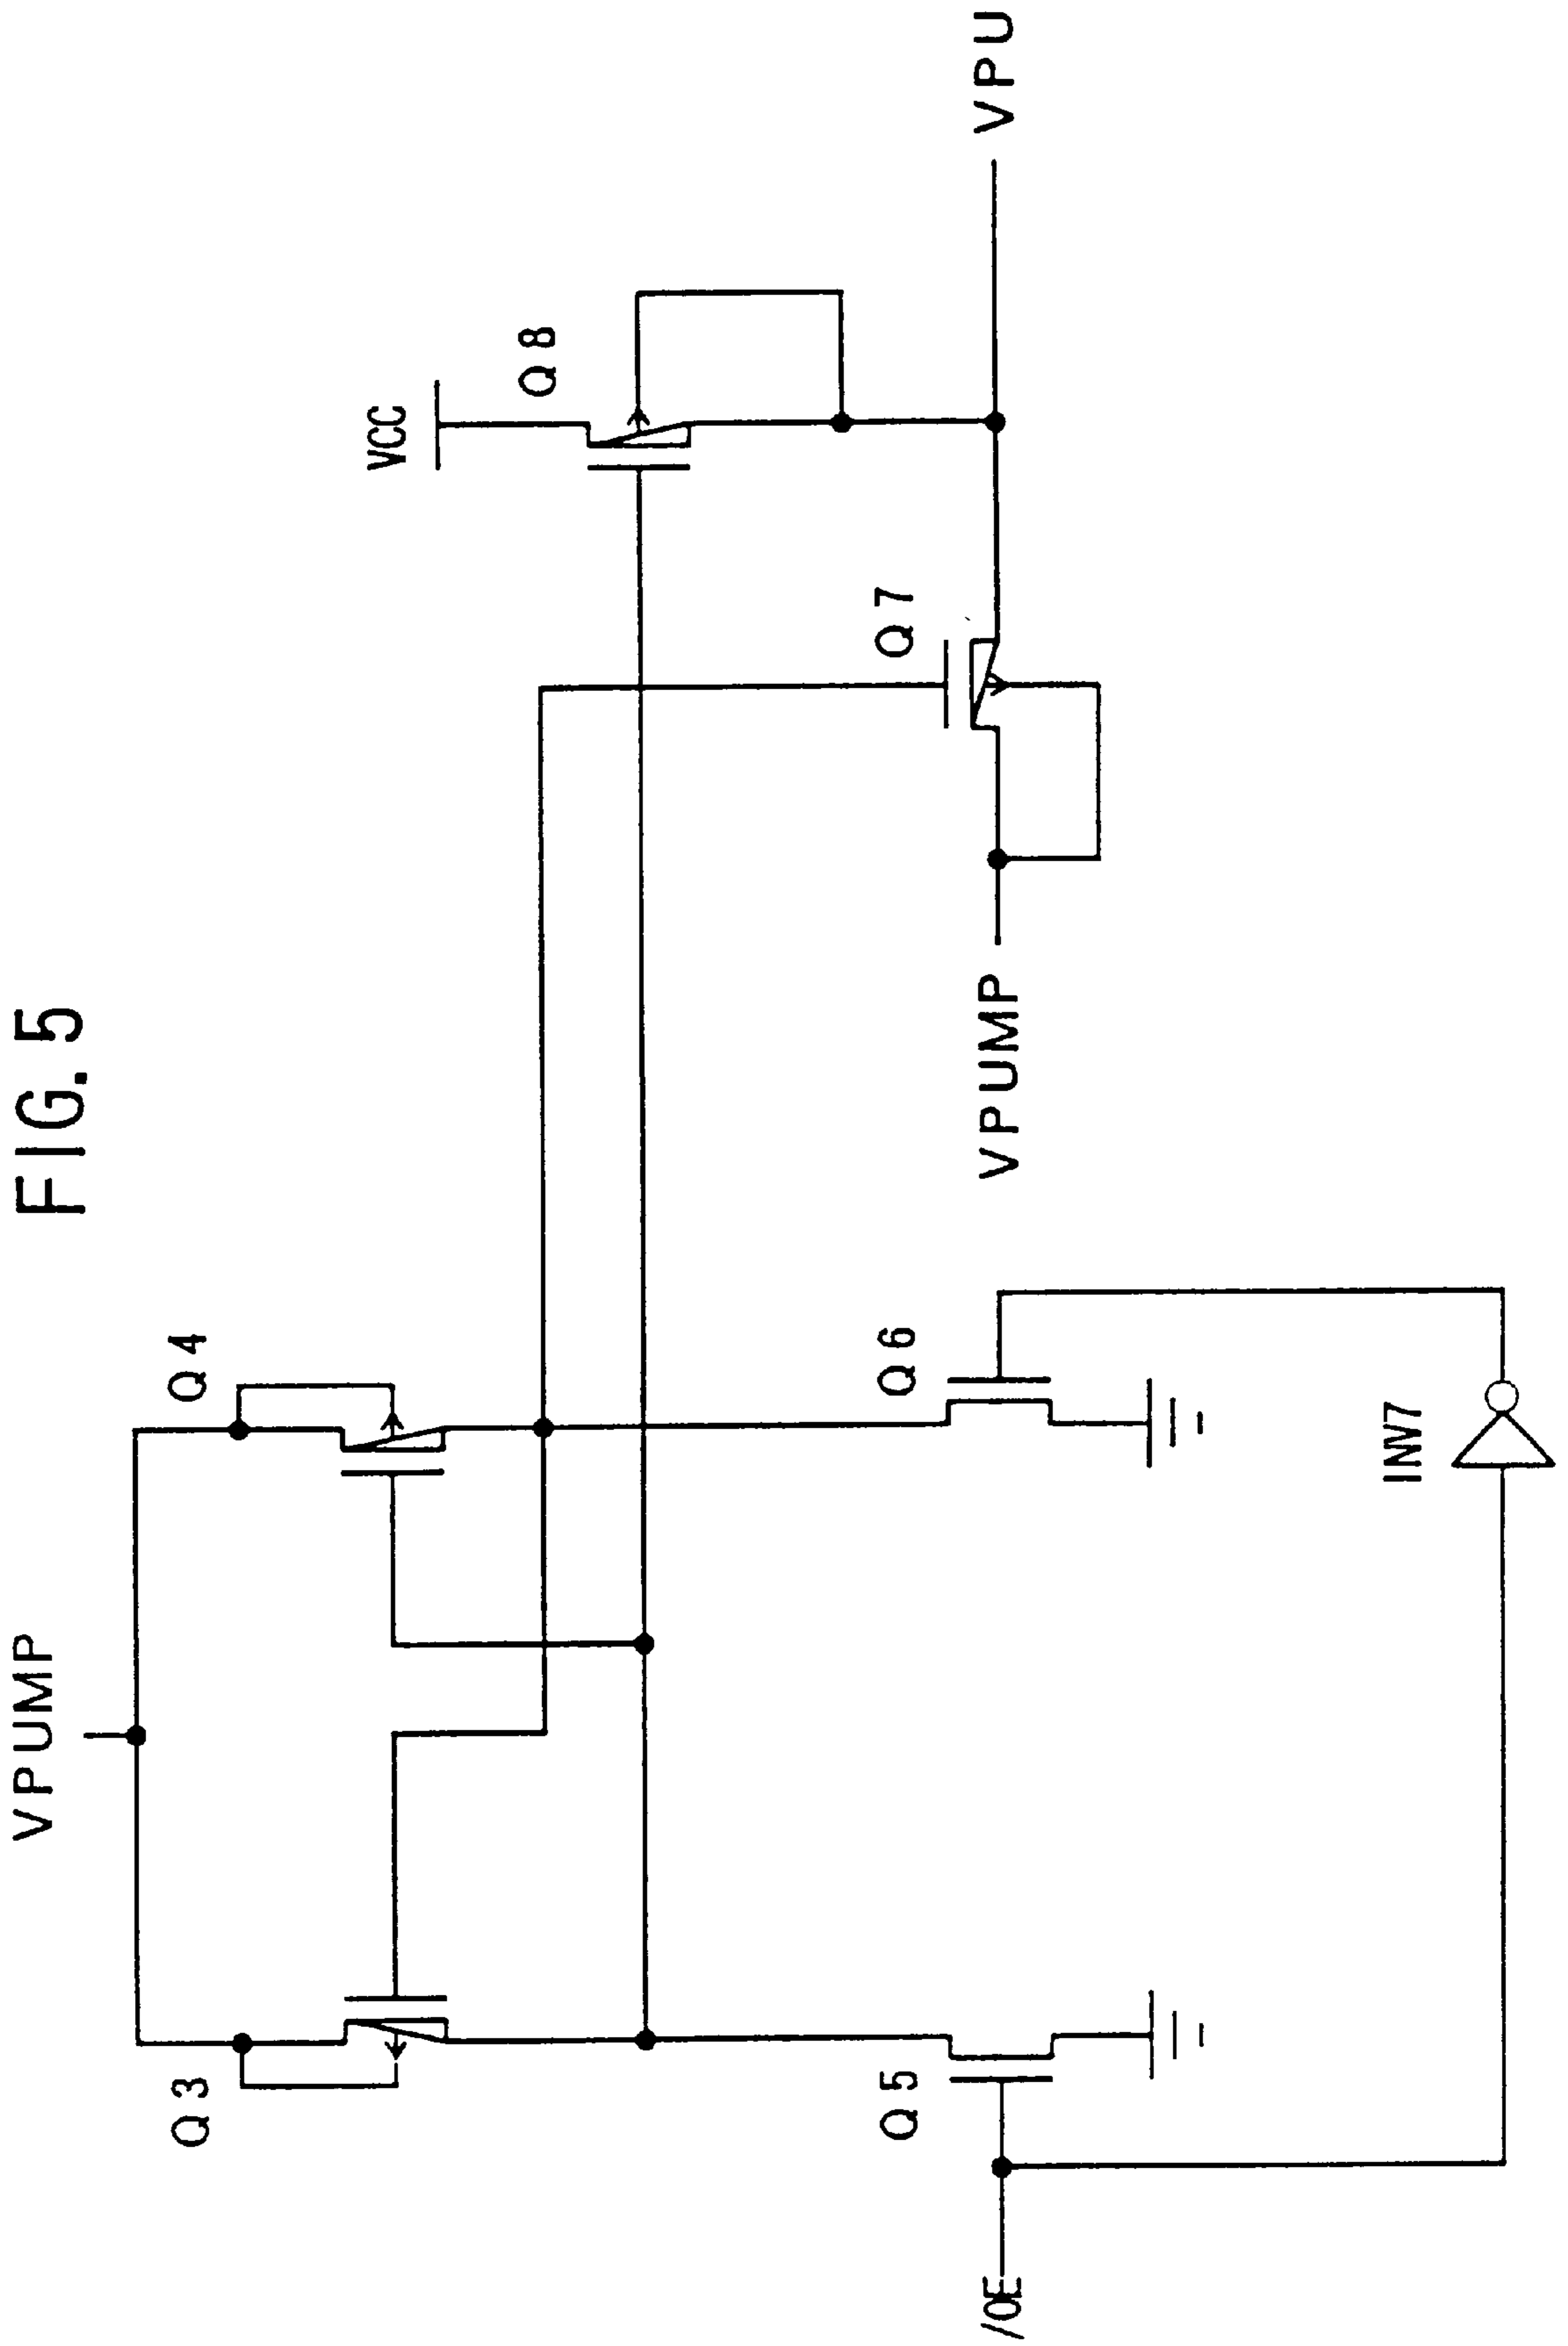 FIG. 5
VPUMP
Q3
Q4
VCC
Q8
Q7
Q5
Q6
VPUMP
VPU
/OE
INV7